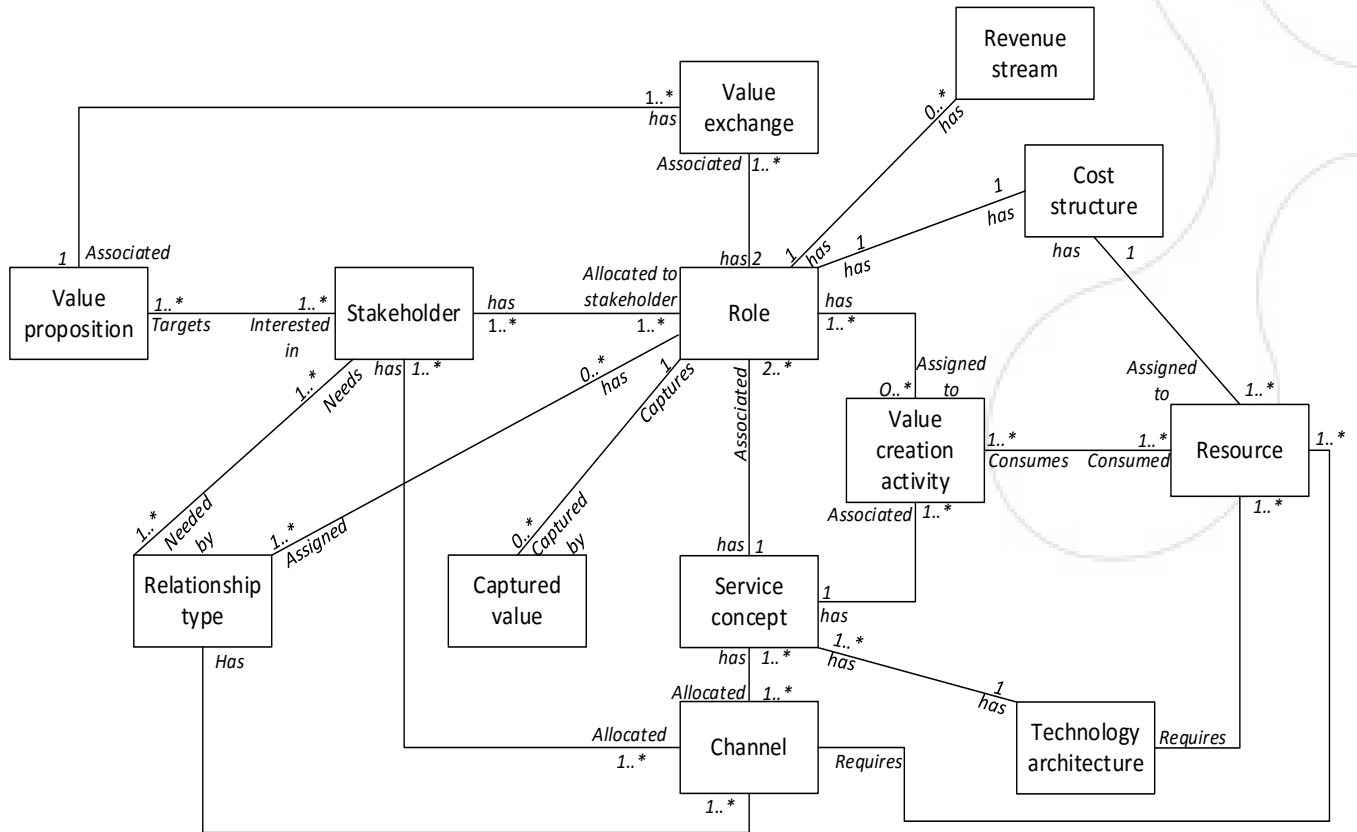 Revenue
stream
0..*
has
Value
exchange
1..*
has
Associated 1..*
Cost
structure
1
has
has 1
1 Associated
Value
proposition
1..*
Targets
1..*
Interested
in
Stakeholder
has
1..*
Allocated to
stakeholder
1..*
has 2
Role
1
has
1
has
has
1..*
has 1..*
1..*
Needs
0..*
has
1
Captures
Associated
2..*
Assigned
to
0..*
Value
creation
activity
1..*
Consumes
Assigned
to
1..*
Consumed
1..*
Resource
1..*
1..*
Associated 1..*
1..*
Needed
by
1..*
Assigned
0..*
Captured
by
Relationship
type
Has
Captured
value
has 1
Service
concept
1
has
has 1..*
1..*
has
1
has
Allocated 1..*
Allocated
1..*
Channel
Requires
1..*
Technology
architecture
Requires